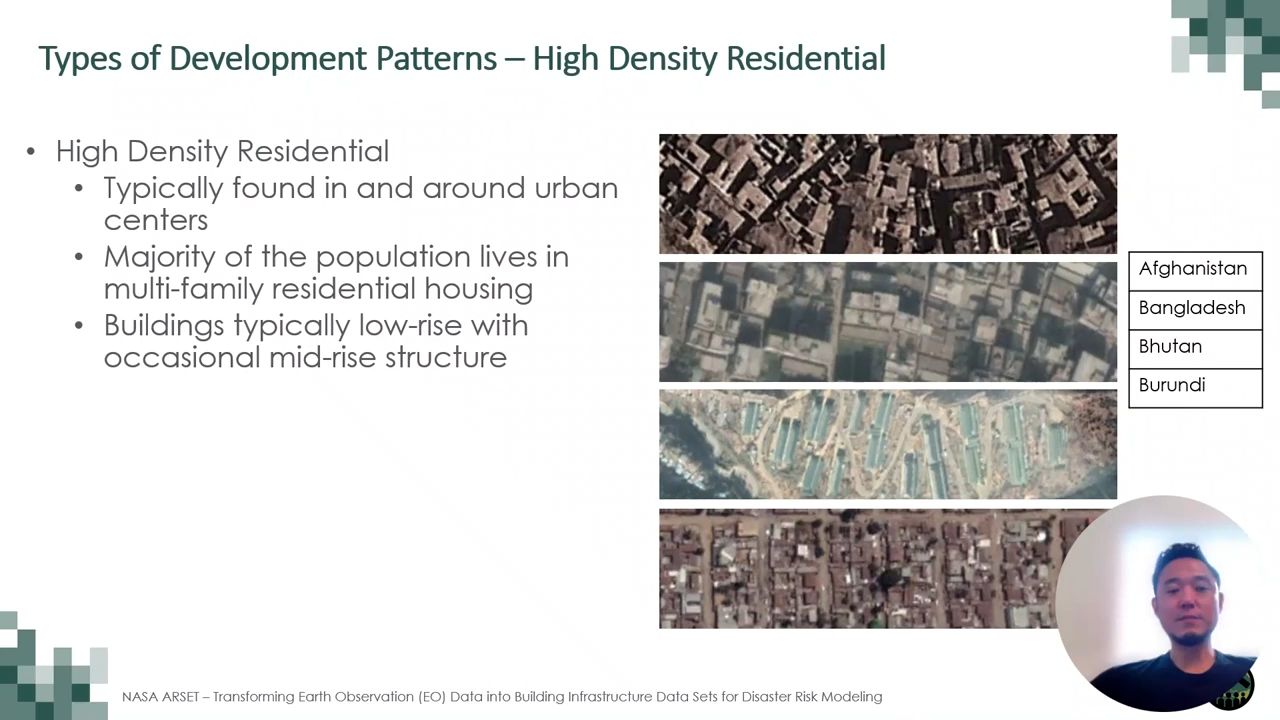 Types of Development Patterns – High Density Residential
• High Density Residential
• Typically found in and around urban
centers
• Majority of the population lives in
multi-family residential housing
• Buildings typically low-rise with
occasional mid-rise structure
Afghanistan
Bangladesh
Bhutan
Burundi
NASA ARSET – Transforming Earth Observation (EO) Data into Building Infrastructure Data Sets for Disaster Risk Modeling